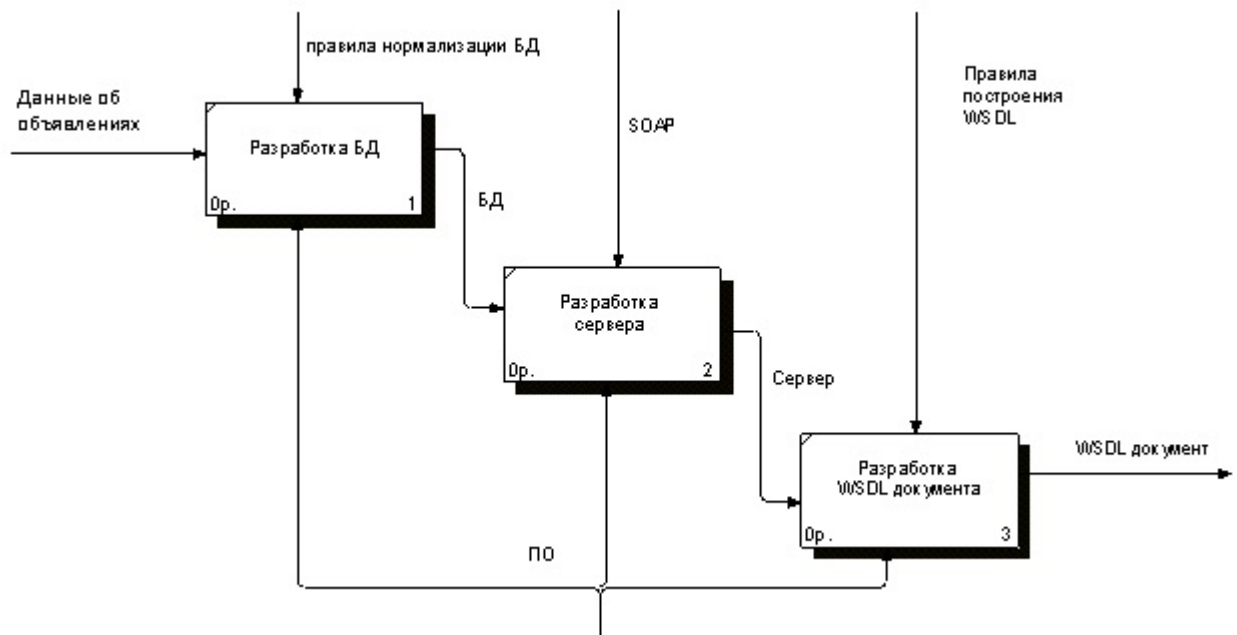 правила нормализации БД
Данные об
объявлениях
Правила
построения
WSDL
SOAP
Разработка БД
0р.
1
БД
Разработка
сервера
0р.
2
Сервер
WSDL документ
Разработка
WSDL документа
0р.
3
ПО